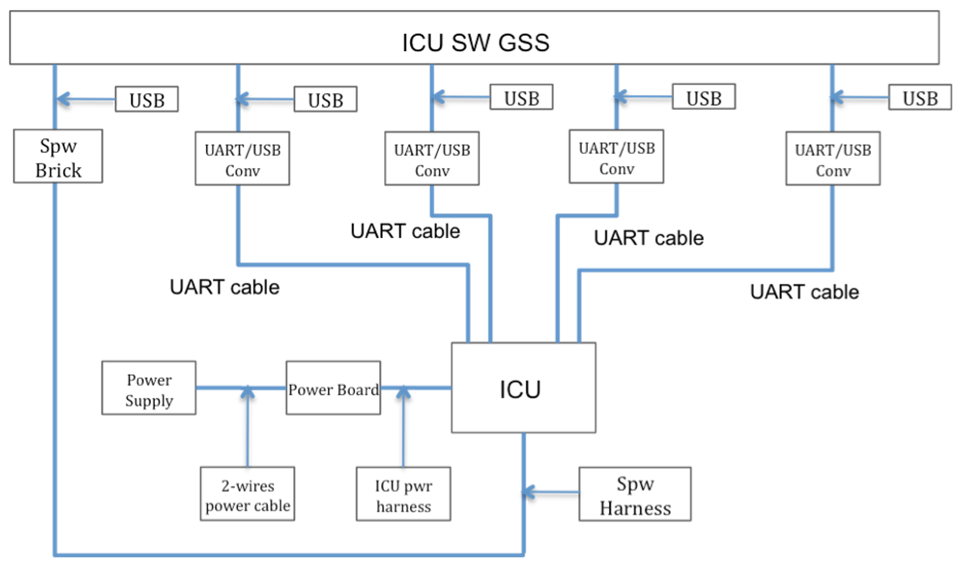 ICU SW GSS
USB
USB
USB
USB
USB
Spw
Brick
UART/USB
Conv
UART/USB
Conv
UART/USB
Conv
UART/USB
Conv
UART cable
UART cable
UART cable
UART cable
Power
Supply
Power Board
ICU
2-wires
power cable
ICU pwr
harness
Spw
Harness